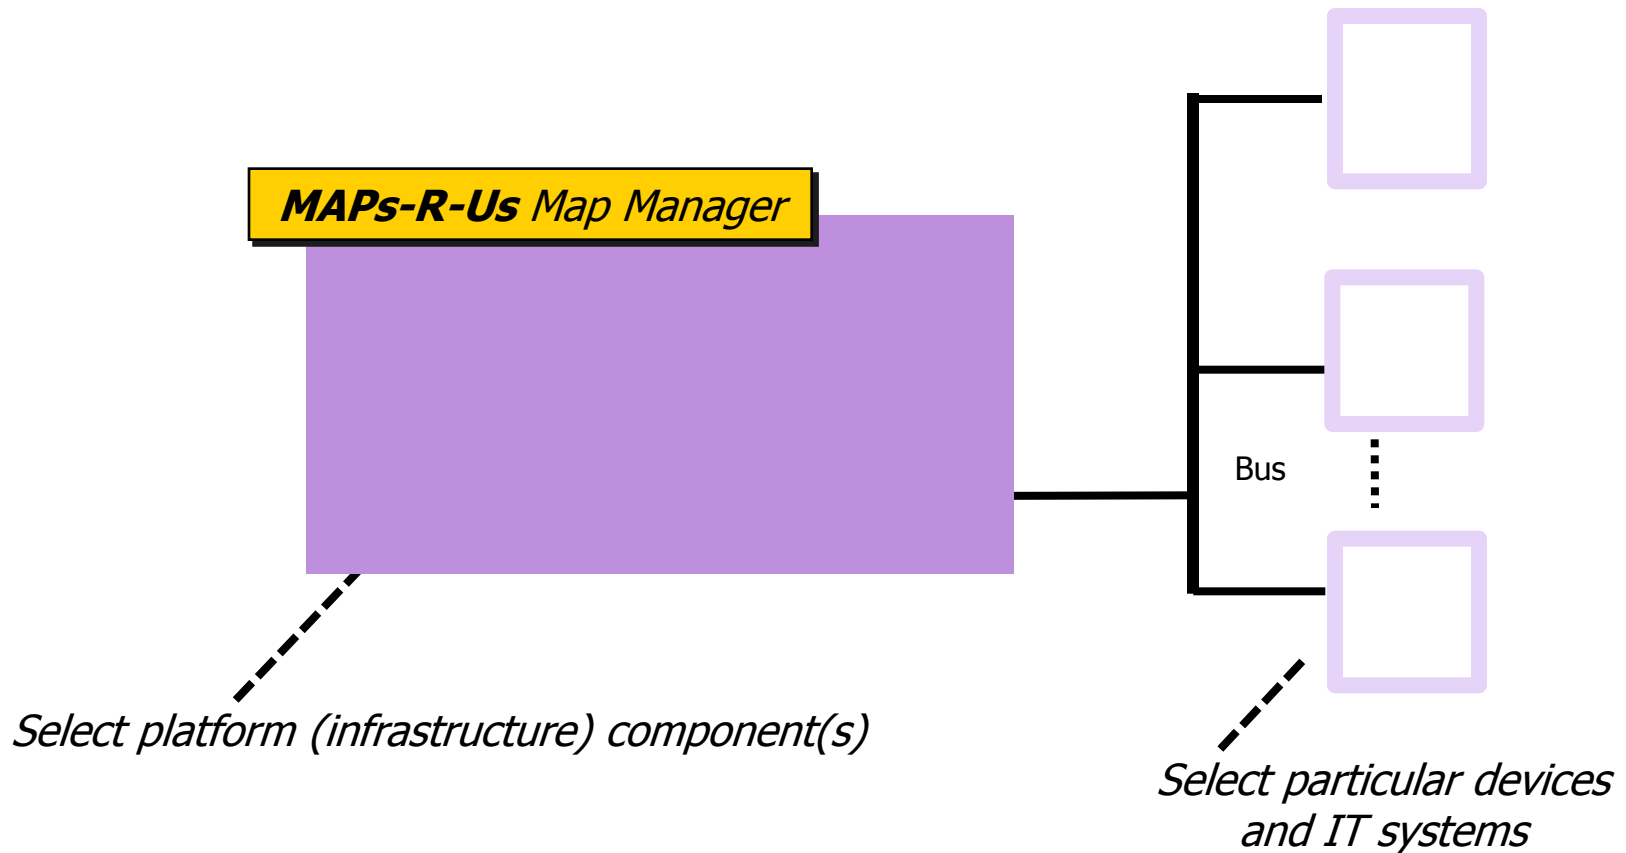 MAPs-R-Us Map Manager
Bus
Select platform (infrastructure) component(s)
Select particular devices
and IT systems